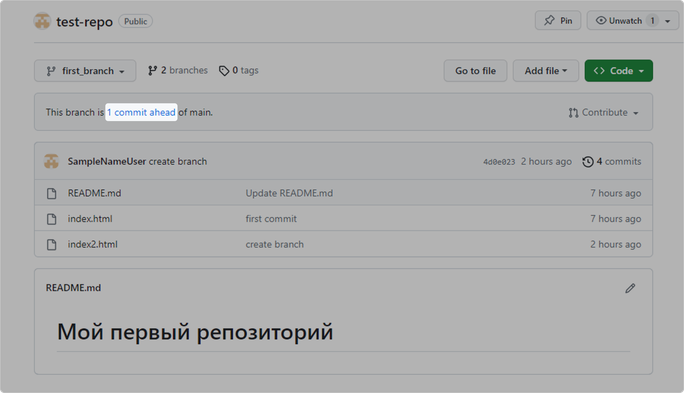 test-repo Public Pin Unwatch 1
first_branch 2 branches 0 tags Go to file Add file <> Code
This branch is 1 commit ahead of main. Contribute
SampleNameUser create branch 4d0e023 2 hours ago 4 commits
README.md Update README.md 7 hours ago
index.html first commit 7 hours ago
index2.html create branch 2 hours ago
README.md
Мой первый репозиторий